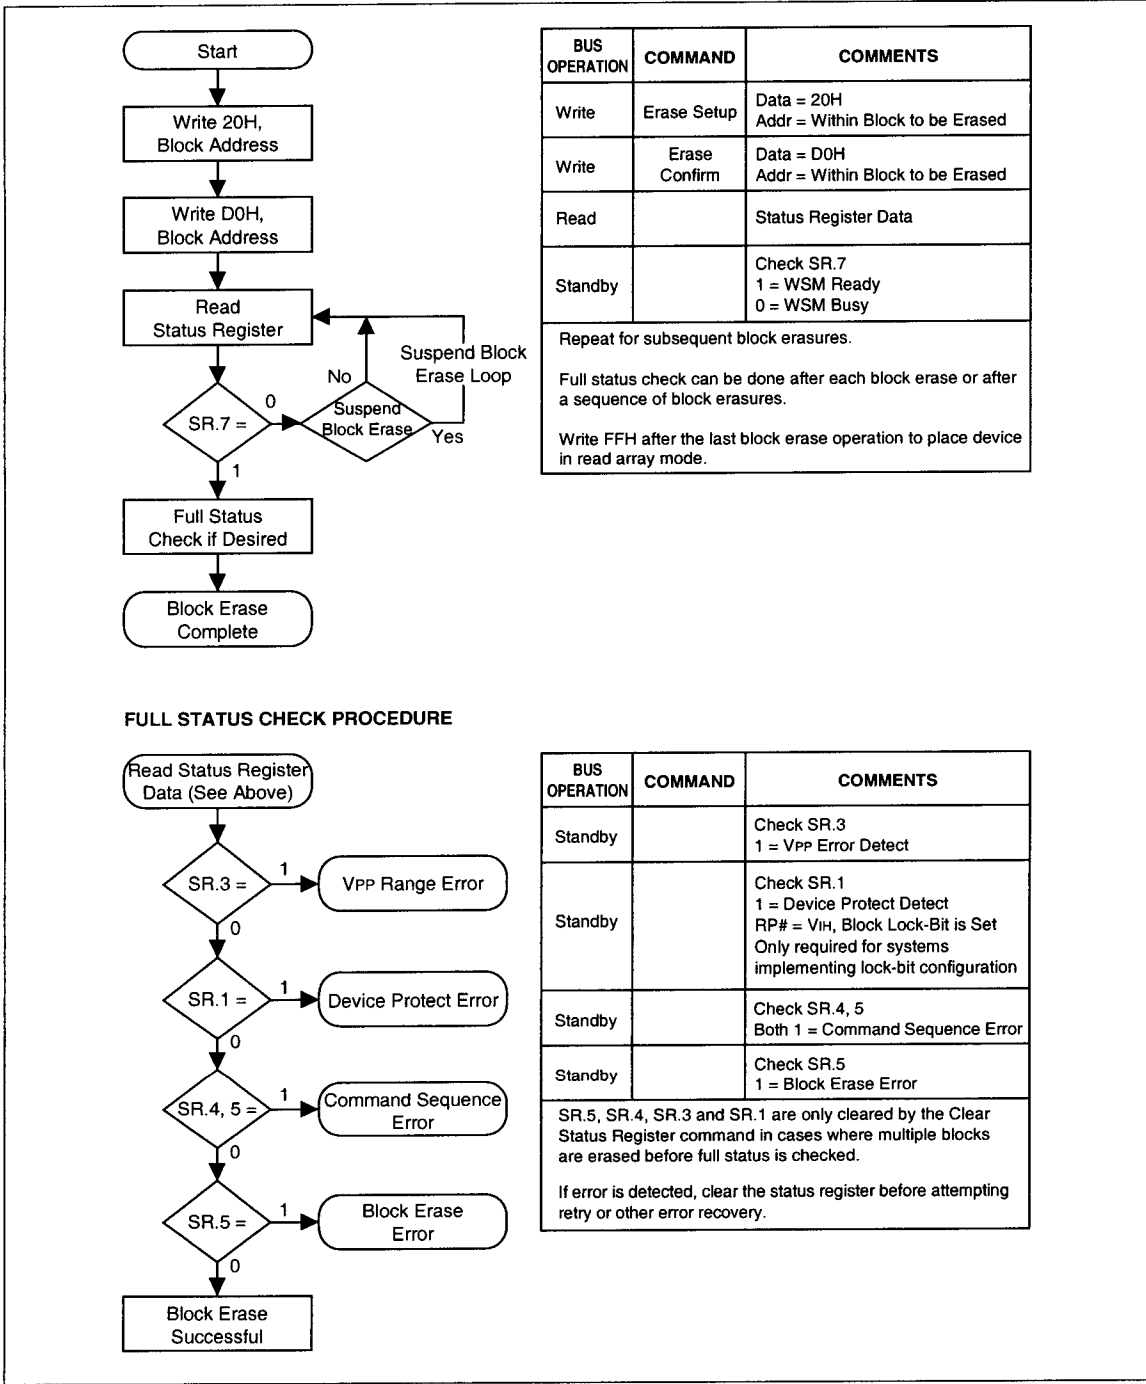 Start
Write 20H,
Block Address
Write D0H,
Block Address
Read
Status Register
Suspend Block
Erase Loop
No
0
SR.7 =
Suspend
Block Erase
Yes
1
Full Status
Check if Desired
Block Erase
Complete
BUS OPERATION COMMAND COMMENTS
Write Erase Setup Data = 20H
Addr = Within Block to be Erased
Write Erase Confirm Data = D0H
Addr = Within Block to be Erased
Read Status Register Data
Standby Check SR.7
1 = WSM Ready
0 = WSM Busy
Repeat for subsequent block erasures.
Full status check can be done after each block erase or after
a sequence of block erasures.
Write FFH after the last block erase operation to place device
in read array mode.
FULL STATUS CHECK PROCEDURE
Read Status Register
Data (See Above)
SR.3 =
1
VPP Range Error
0
SR.1 =
1
Device Protect Error
0
SR.4, 5 =
1
Command Sequence
Error
0
SR.5 =
1
Block Erase
Error
0
Block Erase
Successful
BUS OPERATION COMMAND COMMENTS
Standby Check SR.3
1 = VPP Error Detect
Standby Check SR.1
1 = Device Protect Detect
RP# = VIH, Block Lock-Bit is Set
Only required for systems
implementing lock-bit configuration
Standby Check SR.4, 5
Both 1 = Command Sequence Error
Standby Check SR.5
1 = Block Erase Error
SR.5, SR.4, SR.3 and SR.1 are only cleared by the Clear
Status Register command in cases where multiple blocks
are erased before full status is checked.
If error is detected, clear the status register before attempting
retry or other error recovery.